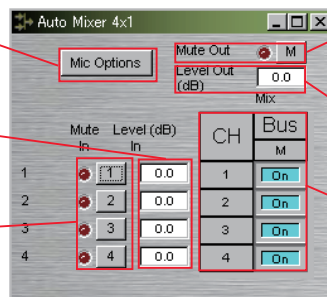 Auto Mixer 4x1
Mic Options
Mute Out M
Level Out (dB) 0.0
Mix
Mute In Level (dB) In
CH Bus
M
1 1 0.0 1 On
2 2 0.0 2 On
3 3 0.0 3 On
4 4 0.0 4 On